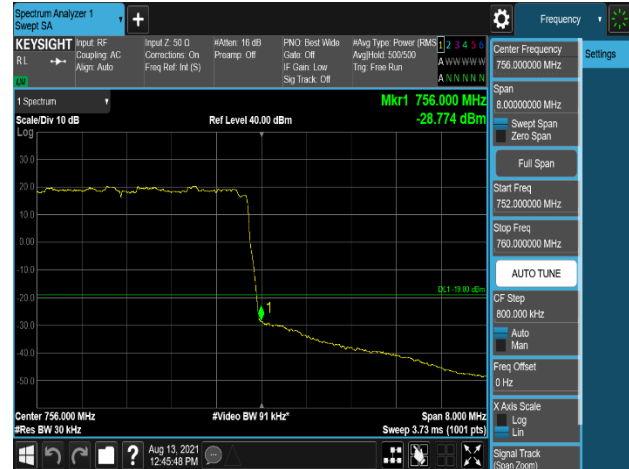 Spectrum Analyzer 1
Swept SA
+
Frequency
KEYSIGHT
RL
LM
Input: RF
Coupling: AC
Align: Auto
Input Z: 50 Ω
Corrections: On
Freq Ref: Int (S)
#Atten: 16 dB
Preamp: Off
PNO: Best Wide
Gate: Off
IF Gain: Low
Sig Track: Off
#Avg Type: Power (RMS
Avg|Hold: 500/500
Trig: Free Run
1 2 3 4 5 6
A W W W W W
A N N N N N
1 Spectrum
Scale/Div 10 dB
Log
Ref Level 40.00 dBm
Mkr1 756.000 MHz
-28.774 dBm
30.0
20.0
10.0
0.00
-10.0
-20.0
-30.0
-40.0
-50.0
DL1 -19.00 dBm
1
Center 756.000 MHz
#Res BW 30 kHz
#Video BW 91 kHz*
Span 8.000 MHz
Sweep 3.73 ms (1001 pts)
?
Aug 13, 2021
12:45:48 PM
Center Frequency
756.000000 MHz
Settings
Span
8.00000000 MHz
Swept Span
Zero Span
Full Span
Start Freq
752.000000 MHz
Stop Freq
760.000000 MHz
AUTO TUNE
CF Step
800.000 kHz
Auto
Man
Freq Offset
0 Hz
X Axis Scale
Log
Lin
Signal Track
(Span Zoom)